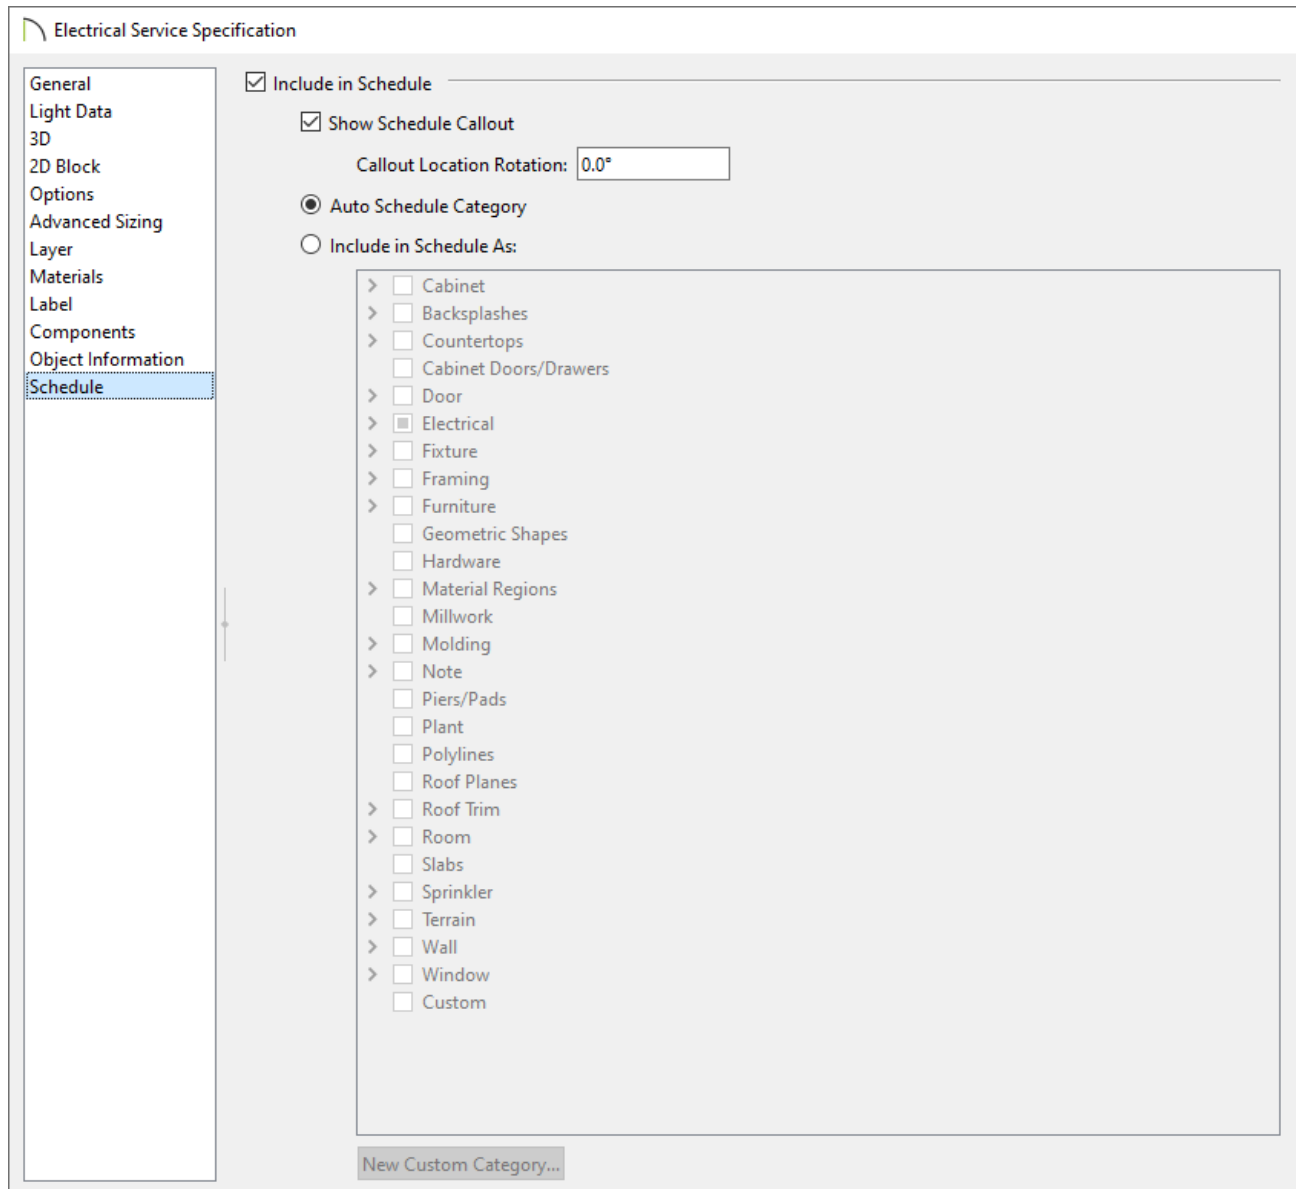 Electrical Service Specification
General
Light Data
3D
2D Block
Options
Advanced Sizing
Layer
Materials
Label
Components
Object Information
Schedule
Include in Schedule
Show Schedule Callout
Callout Location Rotation: 0.0°
Auto Schedule Category
Include in Schedule As:
Cabinet
Backsplashes
Countertops
Cabinet Doors/Drawers
Door
Electrical
Fixture
Framing
Furniture
Geometric Shapes
Hardware
Material Regions
Millwork
Molding
Note
Piers/Pads
Plant
Polylines
Roof Planes
Roof Trim
Room
Slabs
Sprinkler
Terrain
Wall
Window
Custom
New Custom Category...